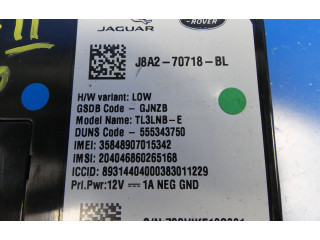 JAGUAR
ROVER
J8A2-70718-BL
H/W variant: LOW
GSDB Code - GJNZB
Model Name - TL3LNB-E
DUNS Code - 555343750
IMEI: 35848907015342
IMSI: 204046860265168
ICCID: 89314404000383011229
Pri.Pwr:12V ⎓ 1A NEG GND